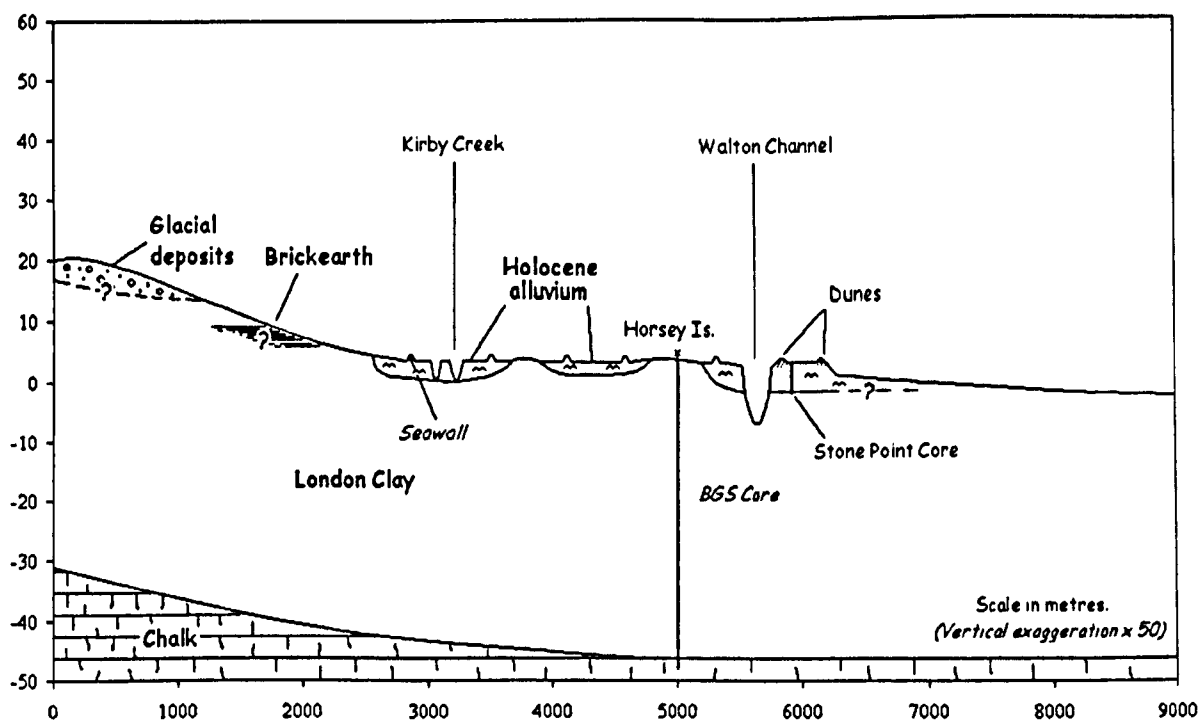 60
50
40
30
20
10
0
-10
-20
-30
-40
-50
Kirby Creek
Walton Channel
Glacial
deposits
?
Brickearth
?
Holocene
alluvium
Horsey Is.
Dunes
?
Seawall
Stone Point Core
London Clay
BGS Core
Chalk
Scale in metres.
(Vertical exaggeration x 50)
0
1000
2000
3000
4000
5000
6000
7000
8000
9000